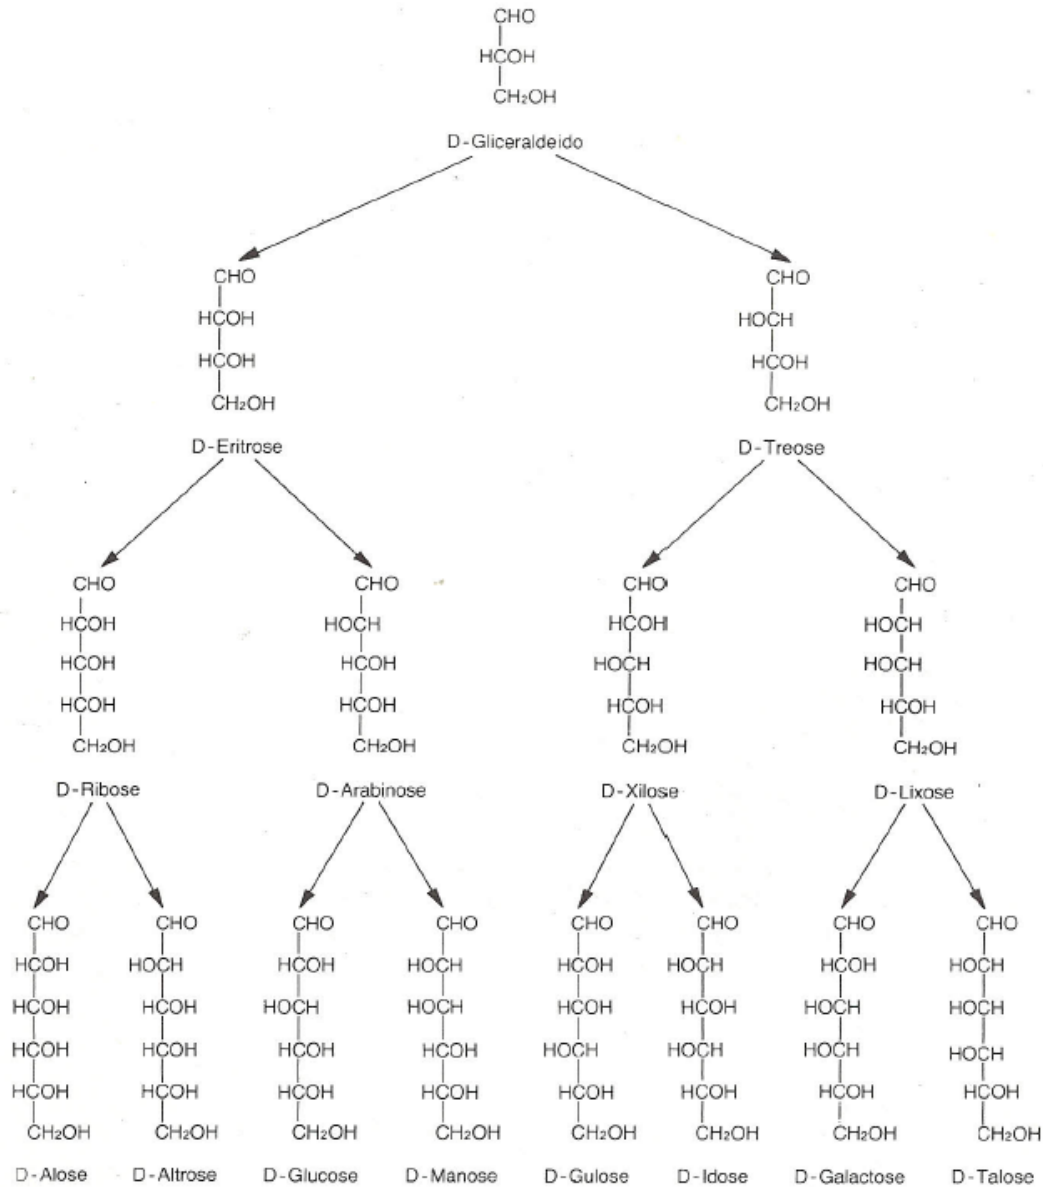 CHO
HCOH
CH₂OH
D-Gliceraldeido
CHO
HCOH
HCOH
CH₂OH
D-Eritrose
CHO
HOCH
HCOH
CH₂OH
D-Treose
CHO
HCOH
HCOH
HCOH
CH₂OH
D-Ribose
CHO
HOCH
HCOH
HCOH
CH₂OH
D-Arabinose
CHO
HCOH
HOCH
HCOH
CH₂OH
D-Xilose
CHO
HOCH
HOCH
HCOH
CH₂OH
D-Lixose
CHO
HCOH
HCOH
HCOH
HCOH
CH₂OH
D-Alose
CHO
HOCH
HCOH
HCOH
HCOH
CH₂OH
D-Altrose
CHO
HCOH
HOCH
HCOH
HCOH
CH₂OH
D-Glucose
CHO
HOCH
HOCH
HCOH
HCOH
CH₂OH
D-Manose
CHO
HCOH
HCOH
HOCH
HCOH
CH₂OH
D-Gulose
CHO
HOCH
HCOH
HOCH
HCOH
CH₂OH
D-Idose
CHO
HCOH
HOCH
HOCH
HCOH
CH₂OH
D-Galactose
CHO
HOCH
HOCH
HOCH
HCOH
CH₂OH
D-Talose